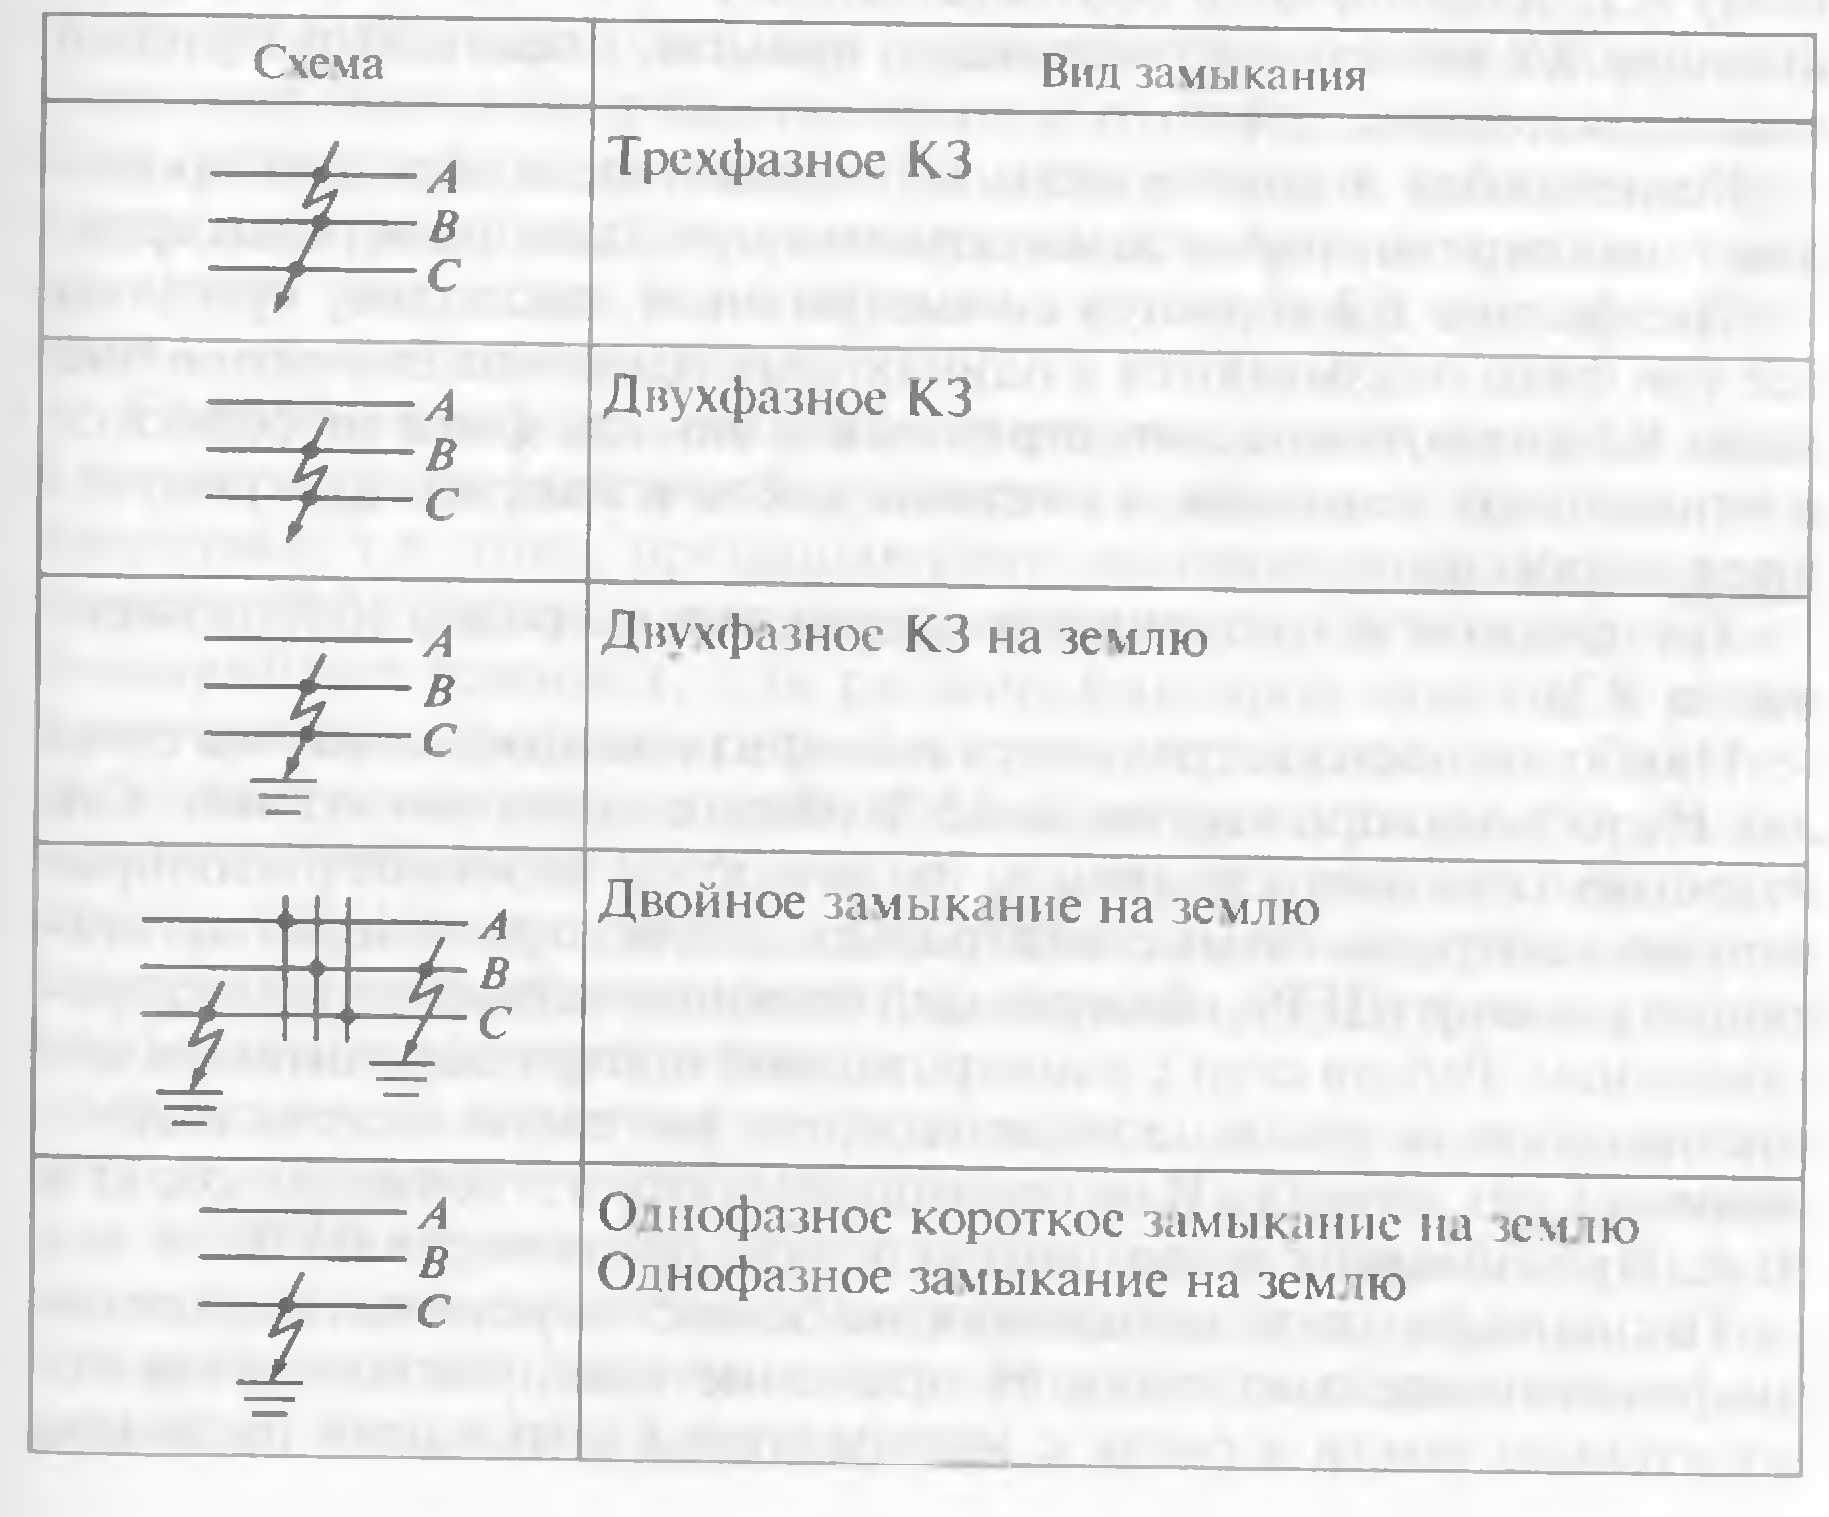 Схема
Вид замыкания
A
B
C
Трехфазное КЗ
A
B
C
Двухфазное КЗ
A
B
C
Двухфазное КЗ на землю
A
B
C
Двойное замыкание на землю
A
B
C
Однофазное короткое замыкание на землю
Однофазное замыкание на землю